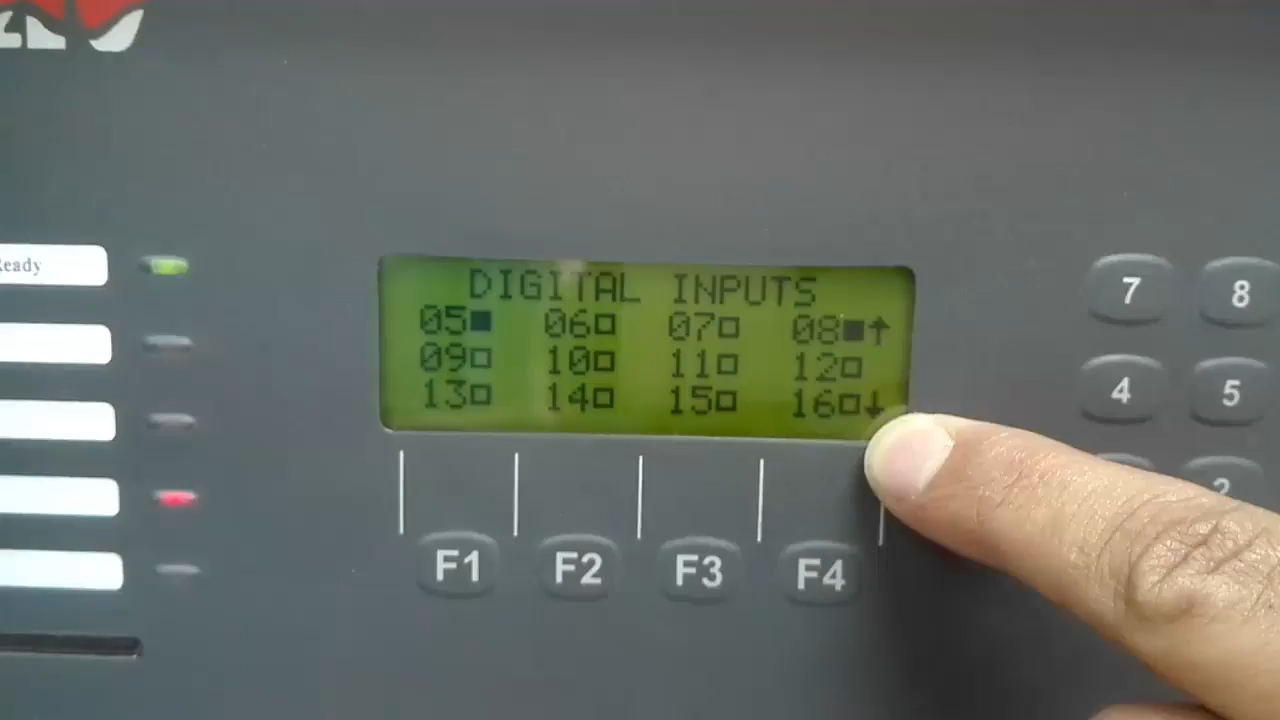 Ready
DIGITAL INPUTS
05■ 06□ 07□ 08■↑
09□ 10□ 11□ 12□
13□ 14□ 15□ 16□↓
F1 F2 F3 F4
7 8
4 5
2